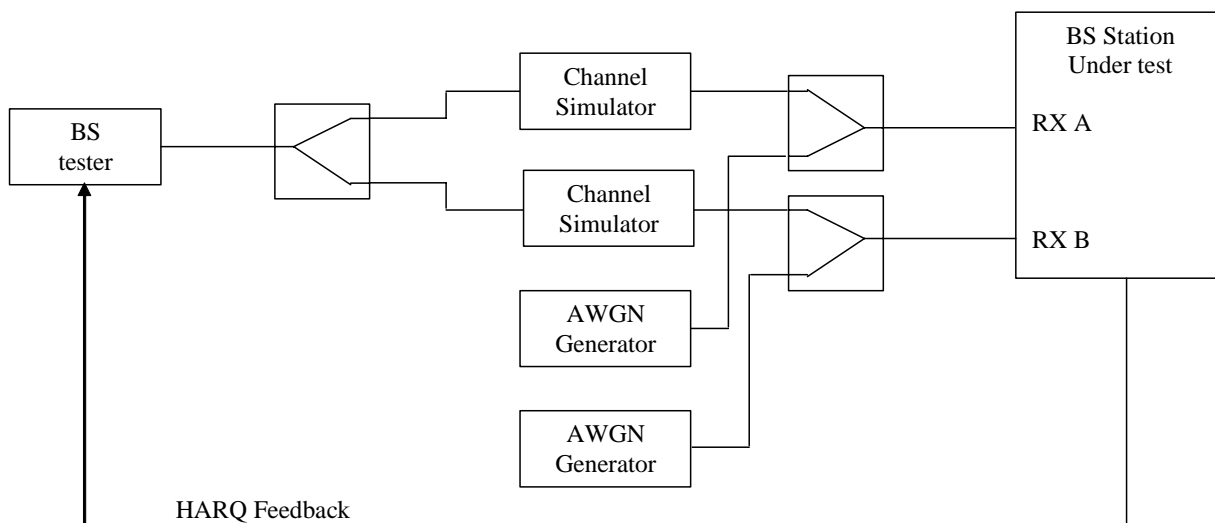 BS
tester
Channel
Simulator
Channel
Simulator
AWGN
Generator
AWGN
Generator
BS Station
Under test
RX A
RX B
HARQ Feedback